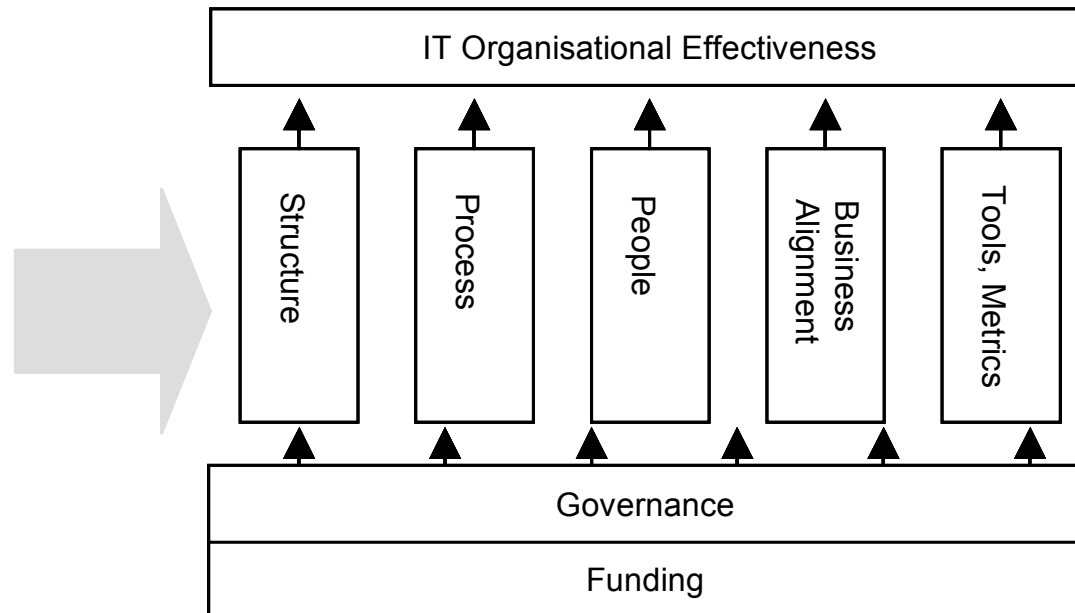 IT Organisational Effectiveness
Structure
Process
People
Business
Alignment
Tools, Metrics
Governance
Funding